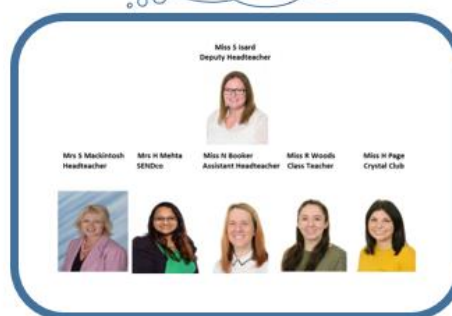 Miss S Isard
Deputy Headteacher
Mrs S Mackintosh
Headteacher
Mrs H Mehta
SENDco
Miss N Booker
Assistant Headteacher
Miss R Woods
Class Teacher
Miss H Page
Crystal Club